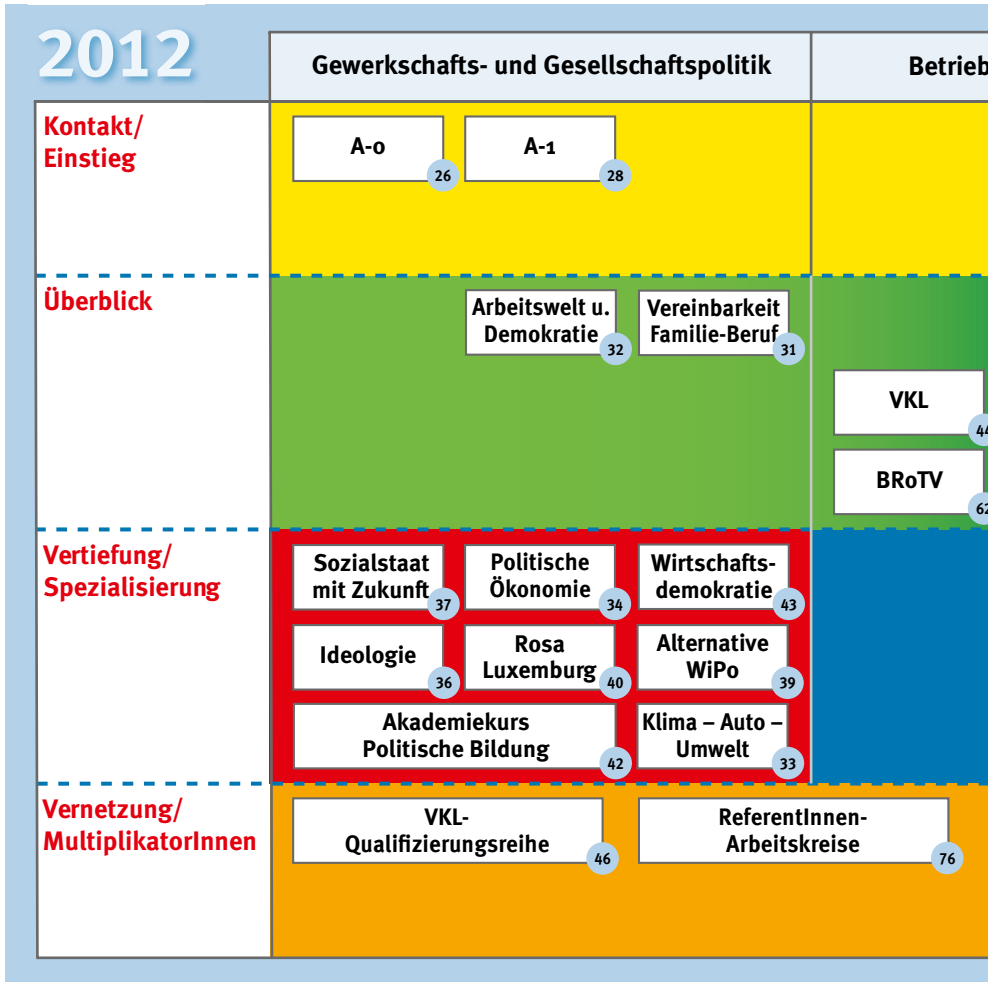 2012
Gewerkschafts- und Gesellschaftspolitik
Betrieb
Kontakt/
Einstieg
A-0
26
A-1
28
Überblick
Arbeitswelt u.
Demokratie
32
Vereinbarkeit
Familie-Beruf
31
VKL
44
BRoTV
62
Vertiefung/
Spezialisierung
Sozialstaat
mit Zukunft
37
Politische
Ökonomie
34
Wirtschafts-
demokratie
43
Ideologie
36
Rosa
Luxemburg
40
Alternative
WiPo
39
Akademiekurs
Politische Bildung
42
Klima – Auto –
Umwelt
33
Vernetzung/
MultiplikatorInnen
VKL-
Qualifizierungsreihe
46
ReferentInnen-
Arbeitskreise
76